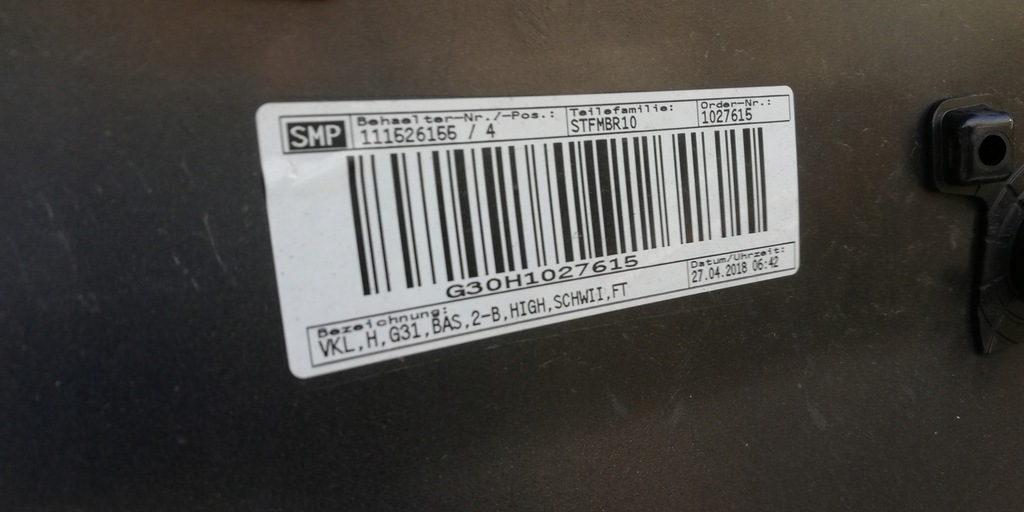 SMP
Behaelter-Nr./-Pos.:
111526155 / 4
Teilefamilie:
STFMBR10
Order-Nr.:
1027615
G30H1027615
Datum/Uhrzeit:
27.04.2018 06:42
Bezeichnung:
VKL,H,G31,BAS,2-B,HIGH,SCHWII,FT